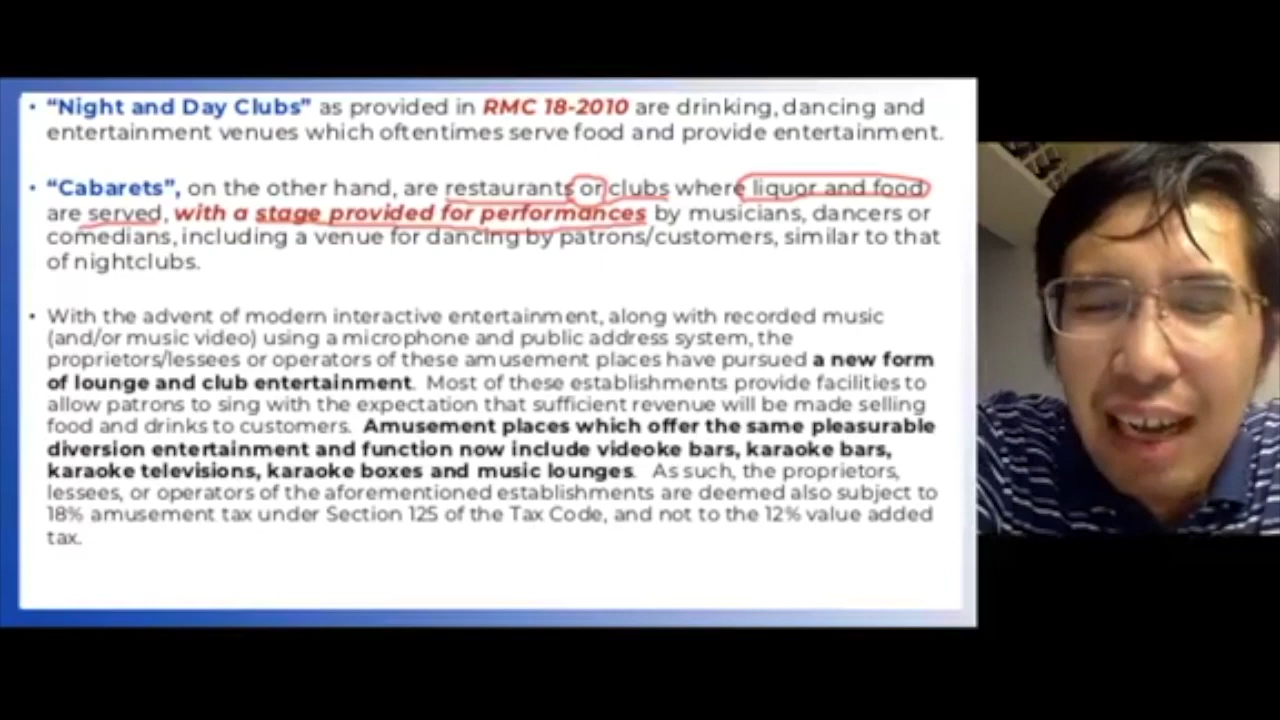 • “Night and Day Clubs” as provided in RMC 18-2010 are drinking, dancing and
entertainment venues which oftentimes serve food and provide entertainment.
• “Cabarets”, on the other hand, are restaurants or clubs where liquor and food
are served, with a stage provided for performances by musicians, dancers or
comedians, including a venue for dancing by patrons/customers, similar to that
of nightclubs.
• With the advent of modern interactive entertainment, along with recorded music
(and/or music video) using a microphone and public address system, the
proprietors/lessees or operators of these amusement places have pursued a new form
of lounge and club entertainment. Most of these establishments provide facilities to
allow patrons to sing with the expectation that sufficient revenue will be made selling
food and drinks to customers. Amusement places which offer the same pleasurable
diversion entertainment and function now include videoke bars, karaoke bars,
karaoke televisions, karaoke boxes and music lounges. As such, the proprietors,
lessees, or operators of the aforementioned establishments are deemed also subject to
18% amusement tax under Section 125 of the Tax Code, and not to the 12% value added
tax.